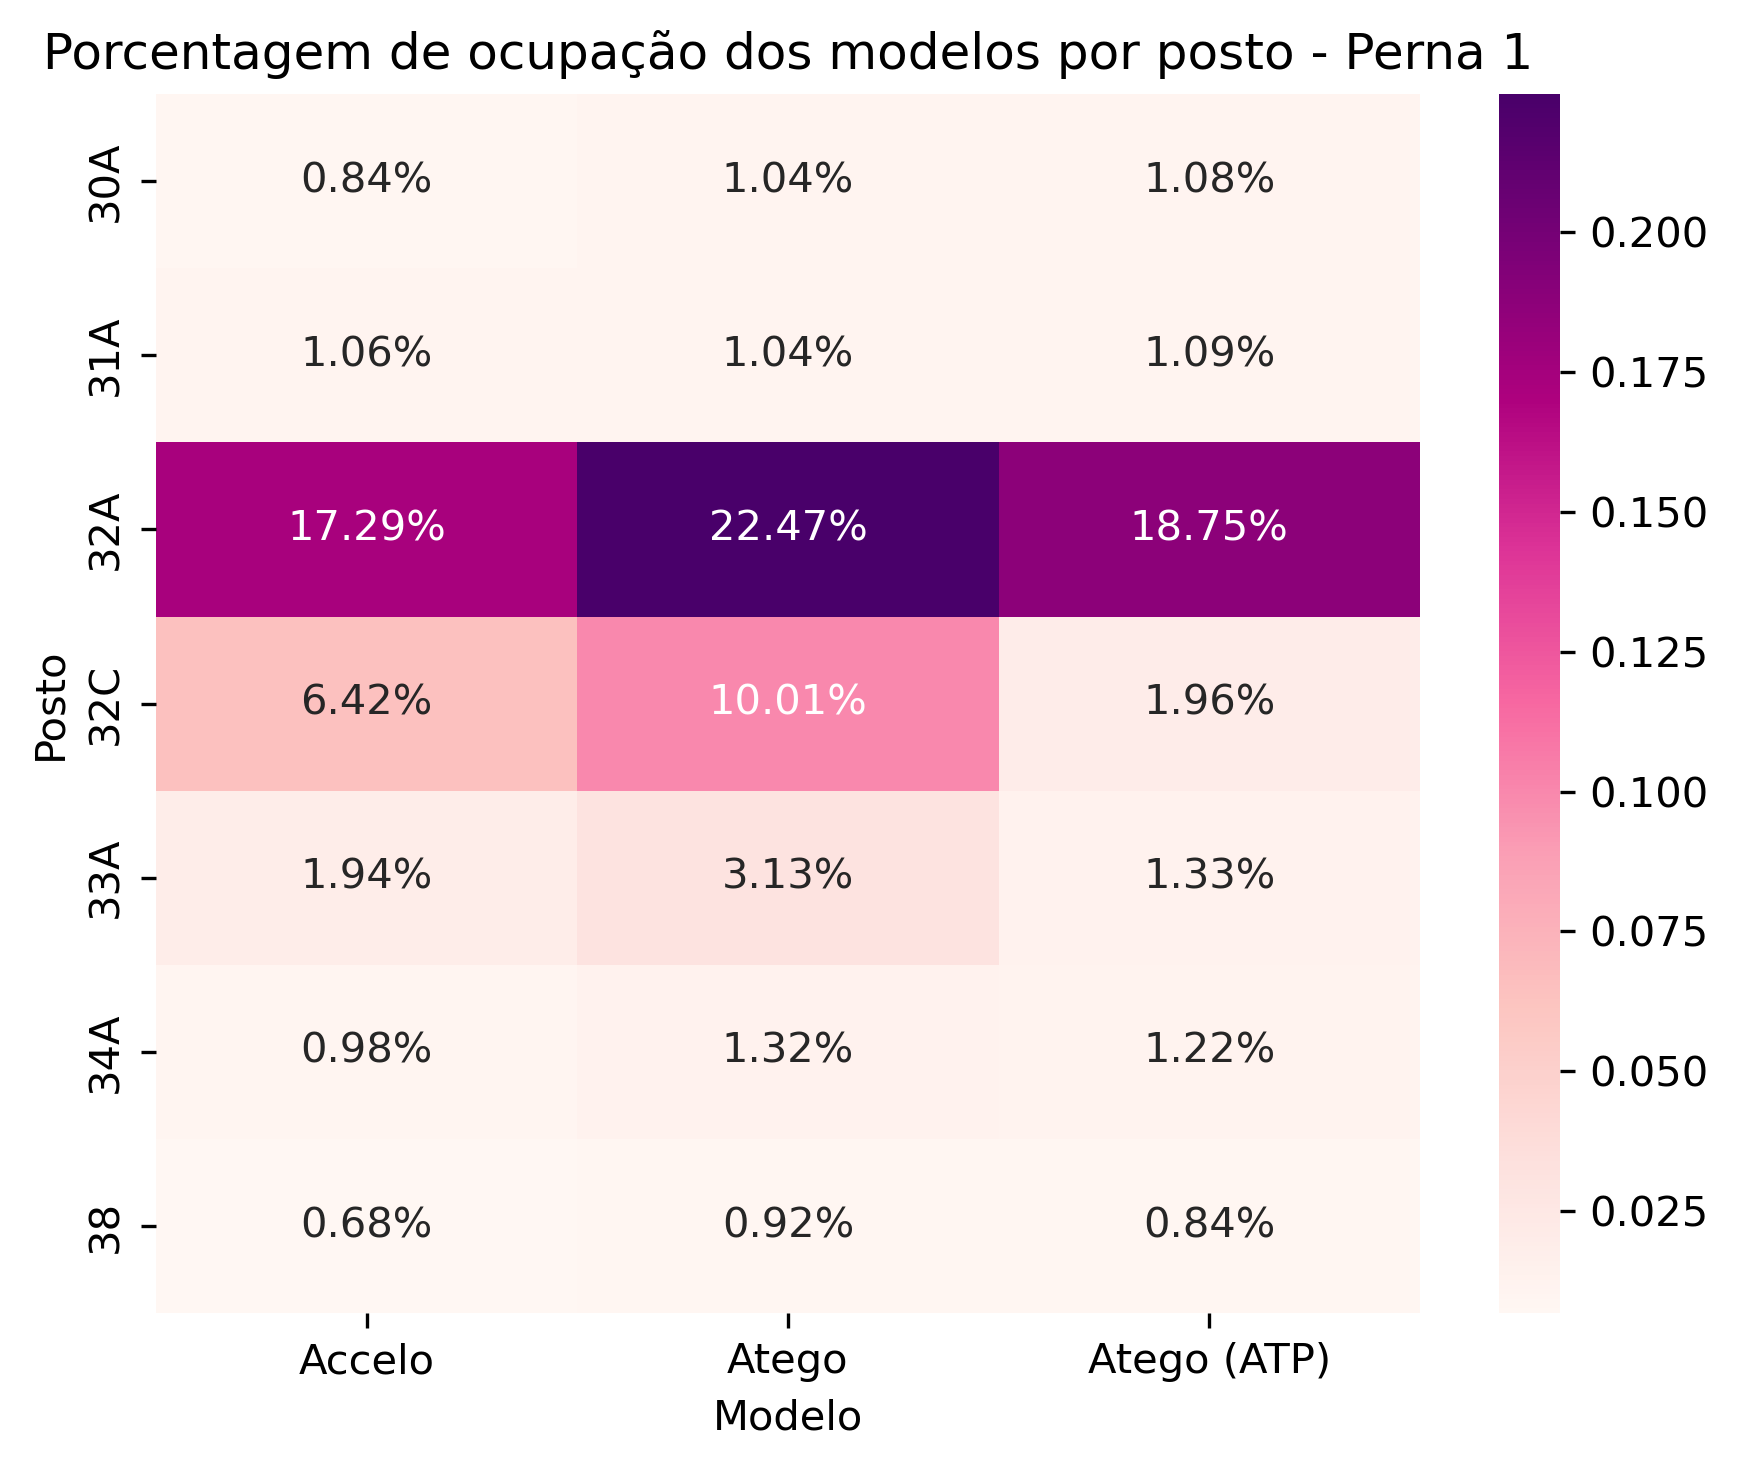 Porcentagem de ocupação dos modelos por posto - Perna 1
30A 0.84% 1.04% 1.08%
31A 1.06% 1.04% 1.09%
32A 17.29% 22.47% 18.75%
32C 6.42% 10.01% 1.96%
33A 1.94% 3.13% 1.33%
34A 0.98% 1.32% 1.22%
38 0.68% 0.92% 0.84%
Posto
Accelo Atego Atego (ATP)
Modelo
0.200
0.175
0.150
0.125
0.100
0.075
0.050
0.025